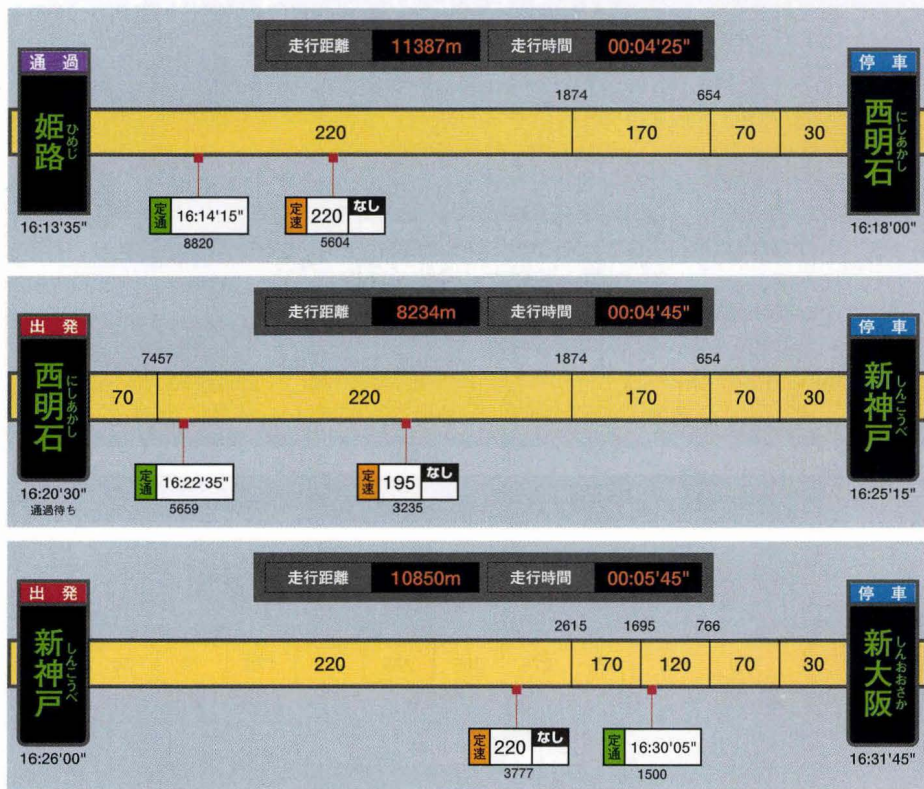 走行距離 11387m 走行時間 00:04'25"
通過 停車
1874 654
姫路 ひめじ 220 170 70 30 西明石 にしあかし
定通 16:14'15" 定速 220 なし
16:13'35" 8820 5604 16:18'00"
走行距離 8234m 走行時間 00:04'45"
出発 停車
7457 1874 654
西明石 にしあかし 70 220 170 70 30 新神戸 しんこうべ
定通 16:22'35" 定速 195 なし
16:20'30" 5659 3235 16:25'15"
通過待ち
走行距離 10850m 走行時間 00:05'45"
出発 停車
2615 1695 766
新神戸 しんこうべ 220 170 120 70 30 新大阪 しんおおさか
定速 220 なし 定通 16:30'05"
16:26'00" 3777 1500 16:31'45"